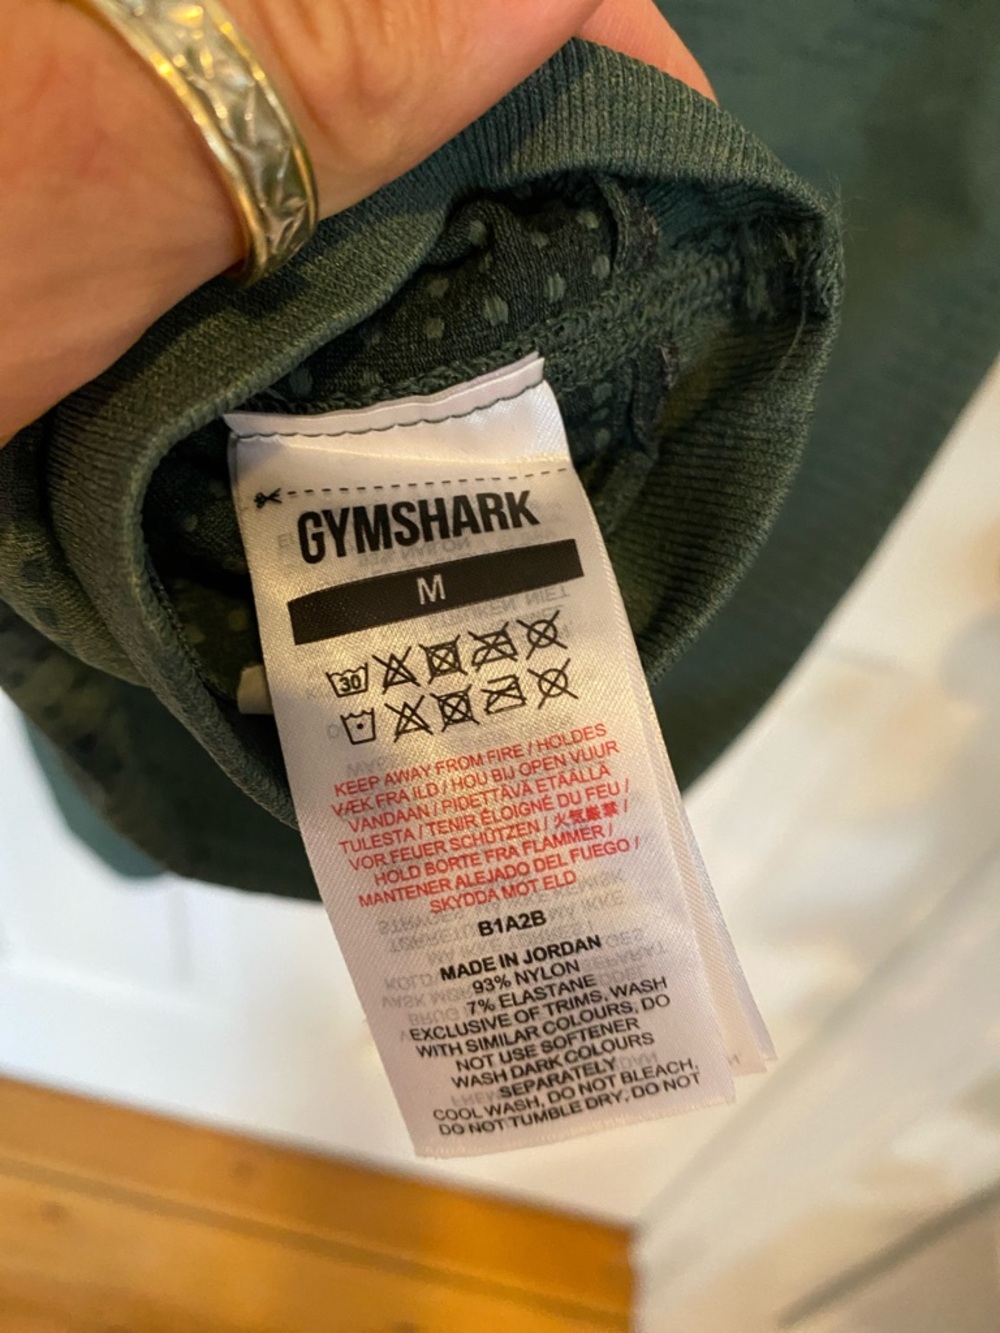 GYMSHARK
M
30
KEEP AWAY FROM FIRE / HOLDES
VÆK FRA ILD / HOU BIJ OPEN VUUR
VANDAAN / PIDETTÄVÄ ETÄÄLLÄ
TULESTA / TENIR ÉLOIGNÉ DU FEU /
VOR FEUER SCHÜTZEN / 火気厳禁 /
HOLD BORTE FRA FLAMMER /
MANTENER ALEJADO DEL FUEGO /
SKYDDA MOT ELD
B1A2B
MADE IN JORDAN
93% NYLON
7% ELASTANE
EXCLUSIVE OF TRIMS, WASH
WITH SIMILAR COLOURS, DO
NOT USE SOFTENER
WASH DARK COLOURS
SEPARATELY
COOL WASH, DO NOT BLEACH,
DO NOT TUMBLE DRY, DO NOT